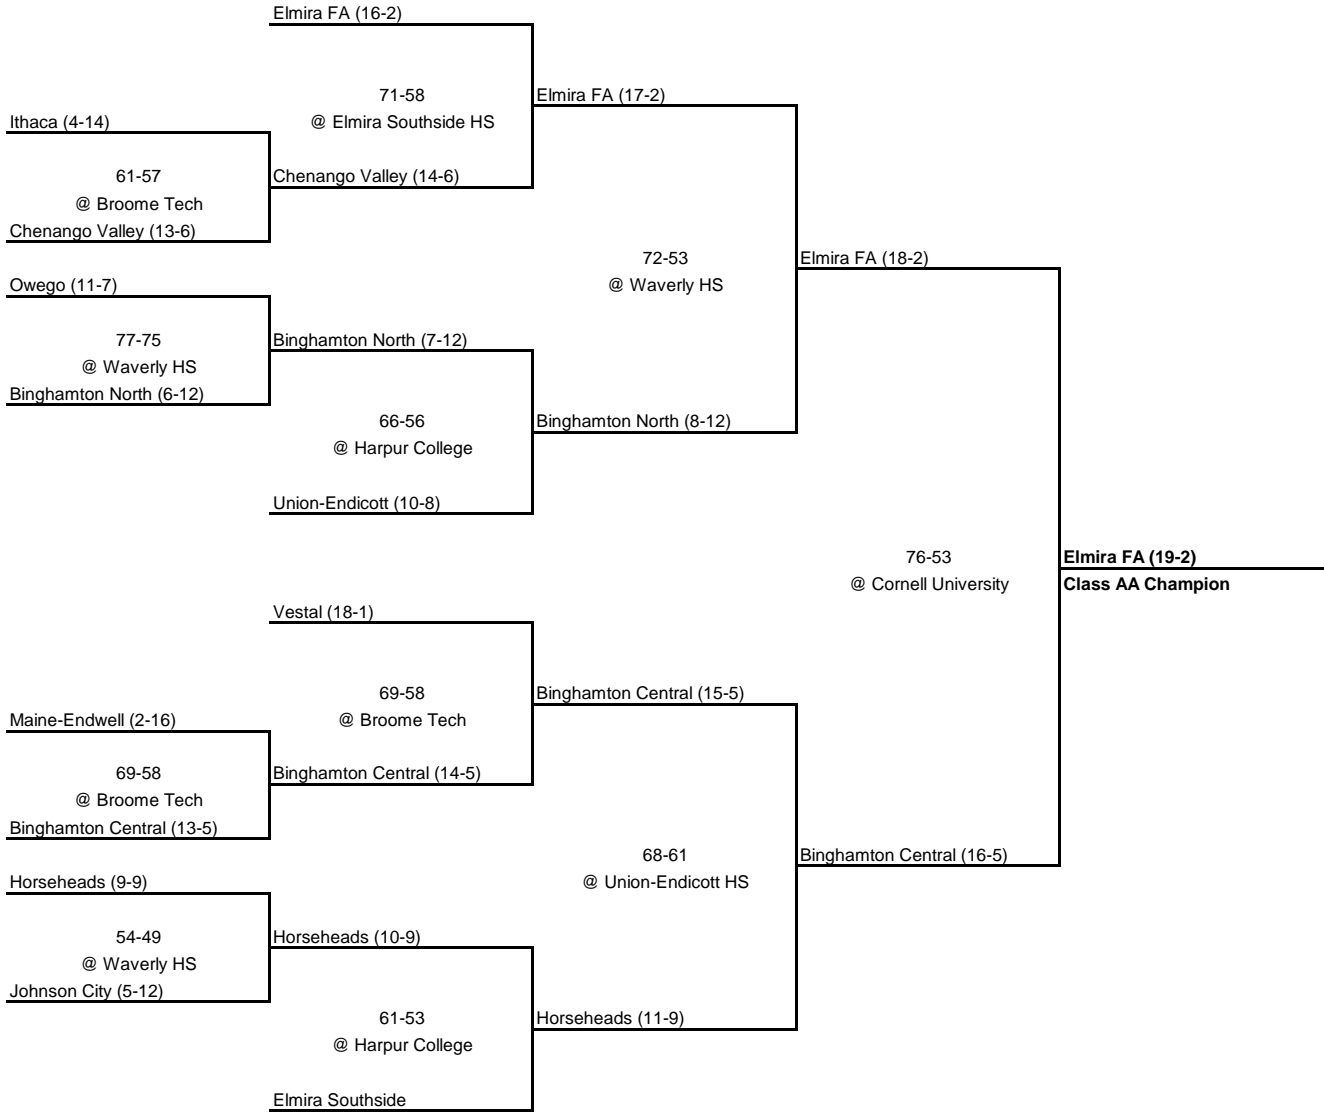 Elmira FA (16-2)
71-58
@ Elmira Southside HS
Elmira FA (17-2)
Ithaca (4-14)
61-57
@ Broome Tech
Chenango Valley (14-6)
Chenango Valley (13-6)
72-53
@ Waverly HS
Elmira FA (18-2)
Owego (11-7)
77-75
@ Waverly HS
Binghamton North (7-12)
Binghamton North (6-12)
66-56
@ Harpur College
Binghamton North (8-12)
Union-Endicott (10-8)
76-53
@ Cornell University
Elmira FA (19-2)
Class AA Champion
Vestal (18-1)
69-58
@ Broome Tech
Binghamton Central (15-5)
Maine-Endwell (2-16)
69-58
@ Broome Tech
Binghamton Central (14-5)
Binghamton Central (13-5)
68-61
@ Union-Endicott HS
Binghamton Central (16-5)
Horseheads (9-9)
54-49
@ Waverly HS
Horseheads (10-9)
Johnson City (5-12)
61-53
@ Harpur College
Horseheads (11-9)
Elmira Southside